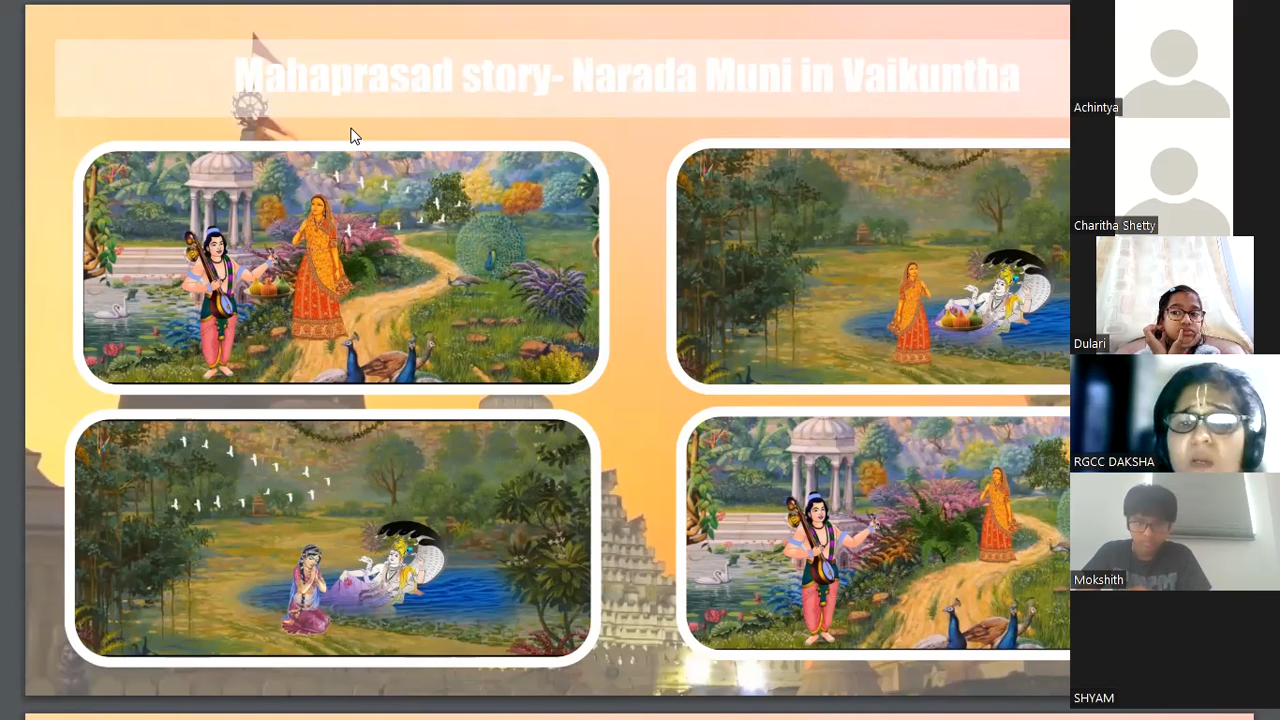 Mahaprasad story- Narada Muni in Vaikuntha
Achintya
Charitha Shetty
Dulari
RGCC DAKSHA
Mokshith
SHYAM